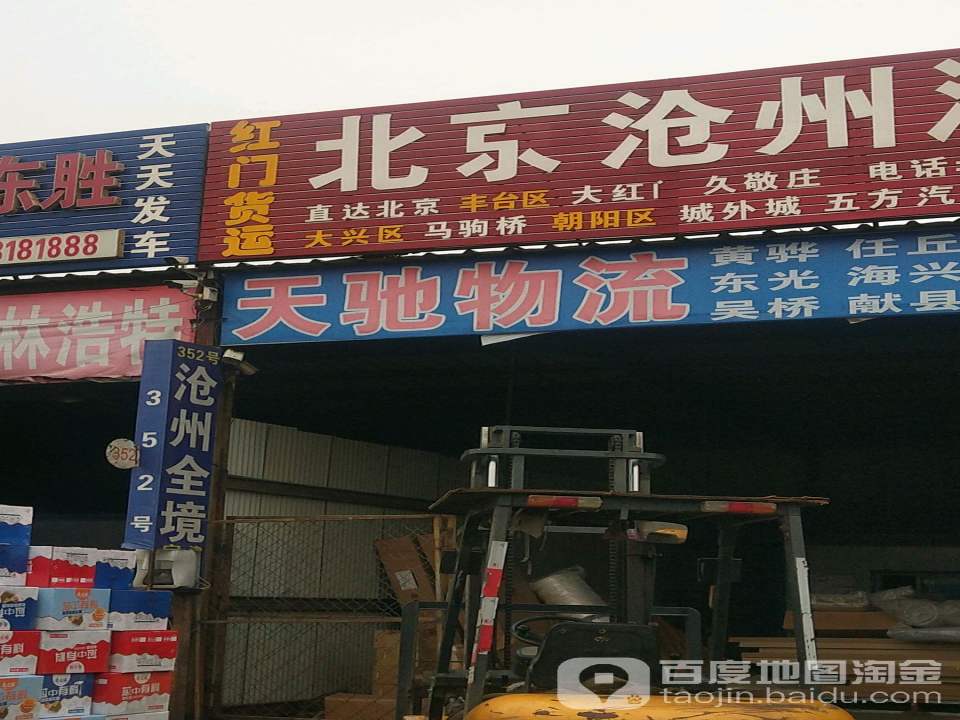 东胜
天天发车
8181888
红门货运
北京沧州
直达北京 丰台区 大红门 久敬庄 电话
大兴区 马驹桥 朝阳区 城外城 五方汽
林浩特
天驰物流
黄骅 任丘
东光 海兴
吴桥 献县
352号
沧州全境
352号
352
百度地图淘金
taojin.baidu.com